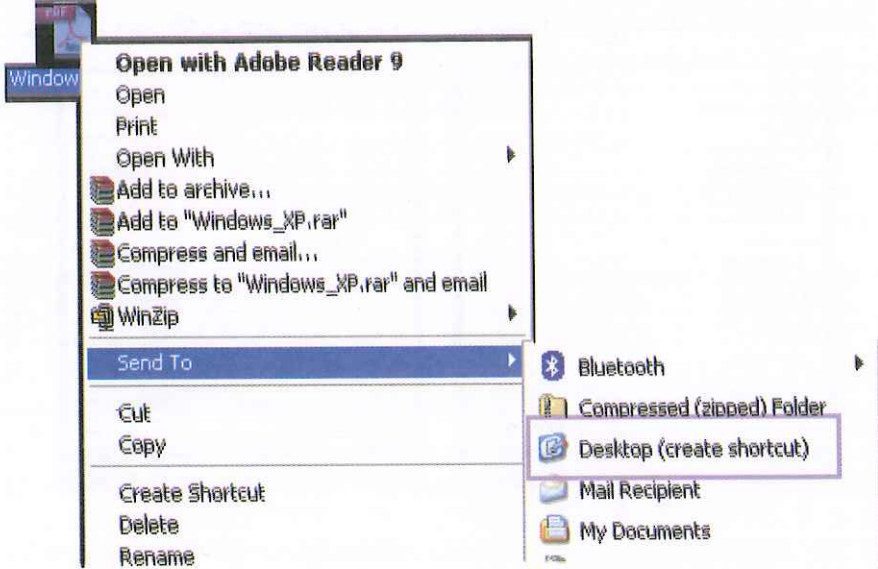 PDF
Window
Open with Adobe Reader 9
Open
Print
Open With
Add to archive...
Add to "Windows_XP.rar"
Compress and email...
Compress to "Windows_XP.rar" and email
WinZip
Send To
Cut
Copy
Create Shortcut
Delete
Rename
Bluetooth
Compressed (zipped) Folder
Desktop (create shortcut)
Mail Recipient
My Documents